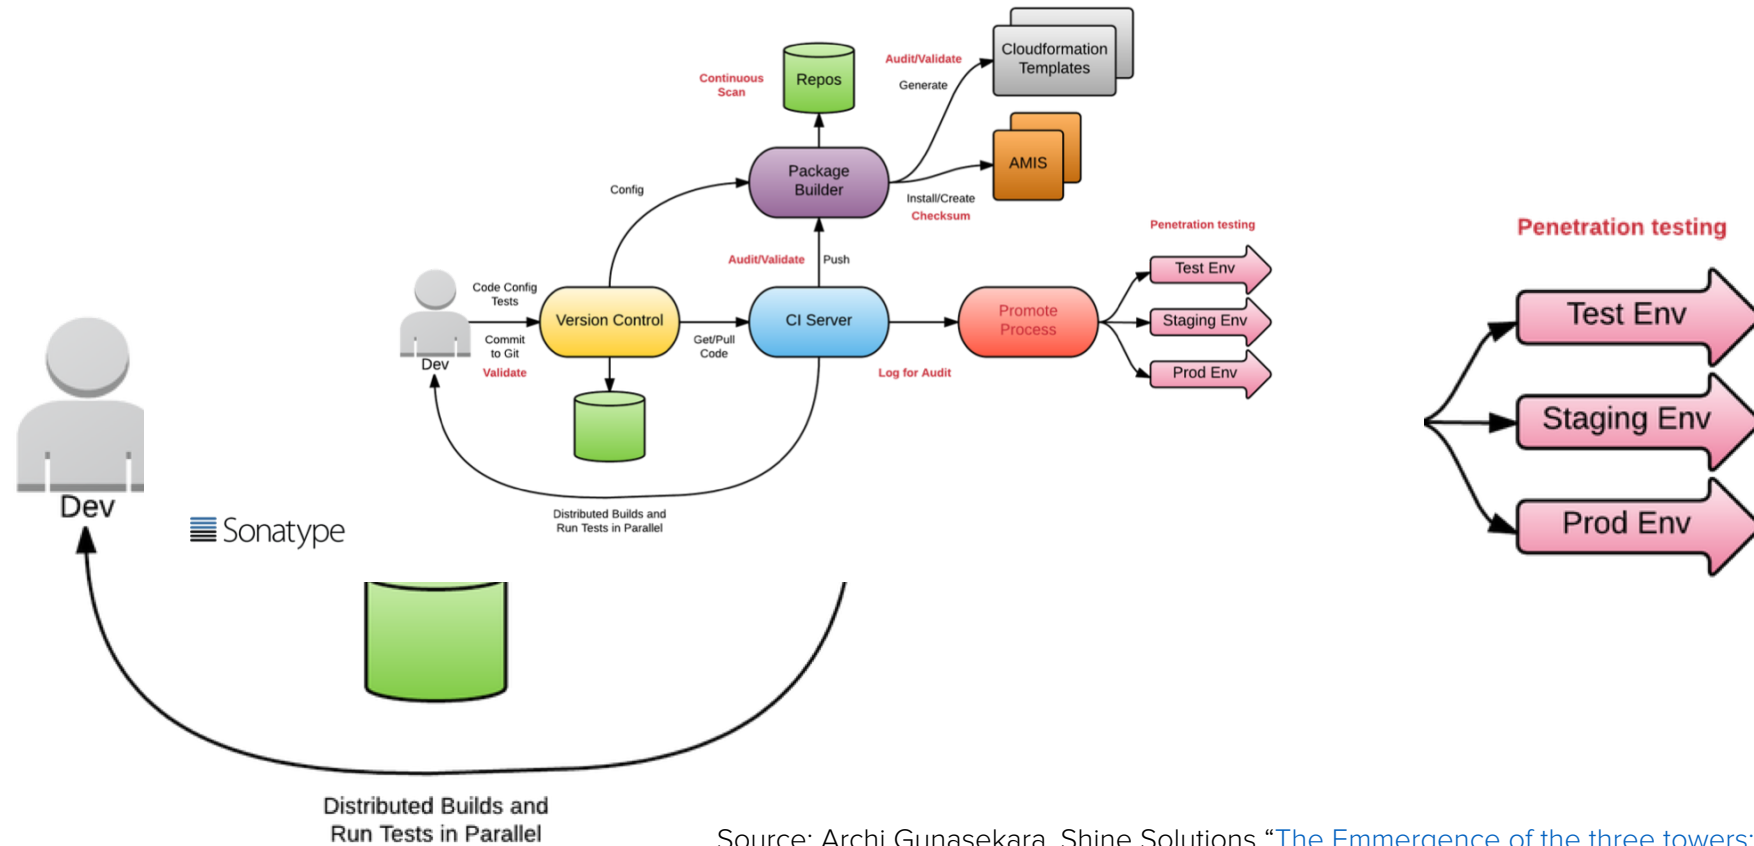 Cloudformation
Templates
Audit/Validate
Generate
Continuous
Scan
Repos
AMIS
Package
Builder
Config
Install/Create
Checksum
Penetration testing
Audit/Validate
Push
Test Env
Code Config
Tests
Version Control
CI Server
Promote
Process
Staging Env
Commit
to Git
Validate
Get/Pull
Code
Log for Audit
Prod Env
Dev
Distributed Builds and
Run Tests in Parallel
Sonatype
Penetration testing
Test Env
Staging Env
Prod Env
Dev
Distributed Builds and
Run Tests in Parallel
Source: Archi Gunasekara, Shine Solutions “The Emmergence of the three towers: